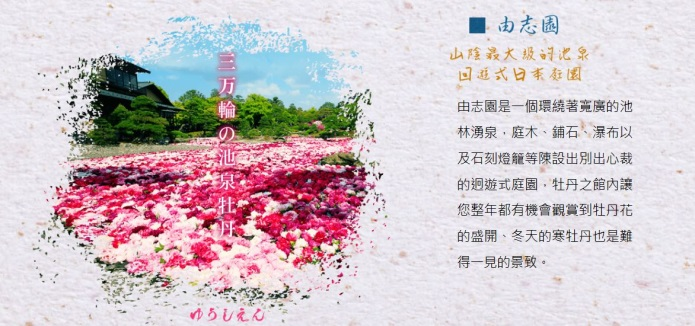 三万輪の池泉牡丹
ゆうしえん
■ 由志園
山陰最大級的池泉
回遊式日本庭園
由志園是一個環繞著寬廣的池
林湧泉，庭木、鋪石、瀑布以
及石刻燈籠等陳設出別出心裁
的迴遊式庭園，牡丹之館內讓
您整年都有機會觀賞到牡丹花
的盛開、冬天的寒牡丹也是難
得一見的景致。